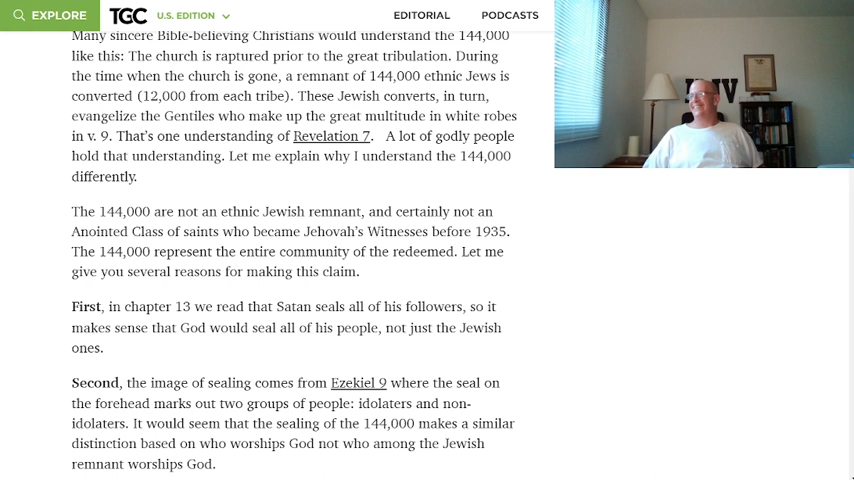 EXPLORE
TGC
U.S. EDITION
EDITORIAL
PODCASTS
Many sincere Bible-believing Christians would understand the 144,000
like this: The church is raptured prior to the great tribulation. During
the time when the church is gone, a remnant of 144,000 ethnic Jews is
converted (12,000 from each tribe). These Jewish converts, in turn,
evangelize the Gentiles who make up the great multitude in white robes
in v. 9. That’s one understanding of Revelation 7. A lot of godly people
hold that understanding. Let me explain why I understand the 144,000
differently.
The 144,000 are not an ethnic Jewish remnant, and certainly not an
Anointed Class of saints who became Jehovah’s Witnesses before 1935.
The 144,000 represent the entire community of the redeemed. Let me
give you several reasons for making this claim.
First, in chapter 13 we read that Satan seals all of his followers, so it
makes sense that God would seal all of his people, not just the Jewish
ones.
Second, the image of sealing comes from Ezekiel 9 where the seal on
the forehead marks out two groups of people: idolaters and non-
idolaters. It would seem that the sealing of the 144,000 makes a similar
distinction based on who worships God not who among the Jewish
remnant worships God.